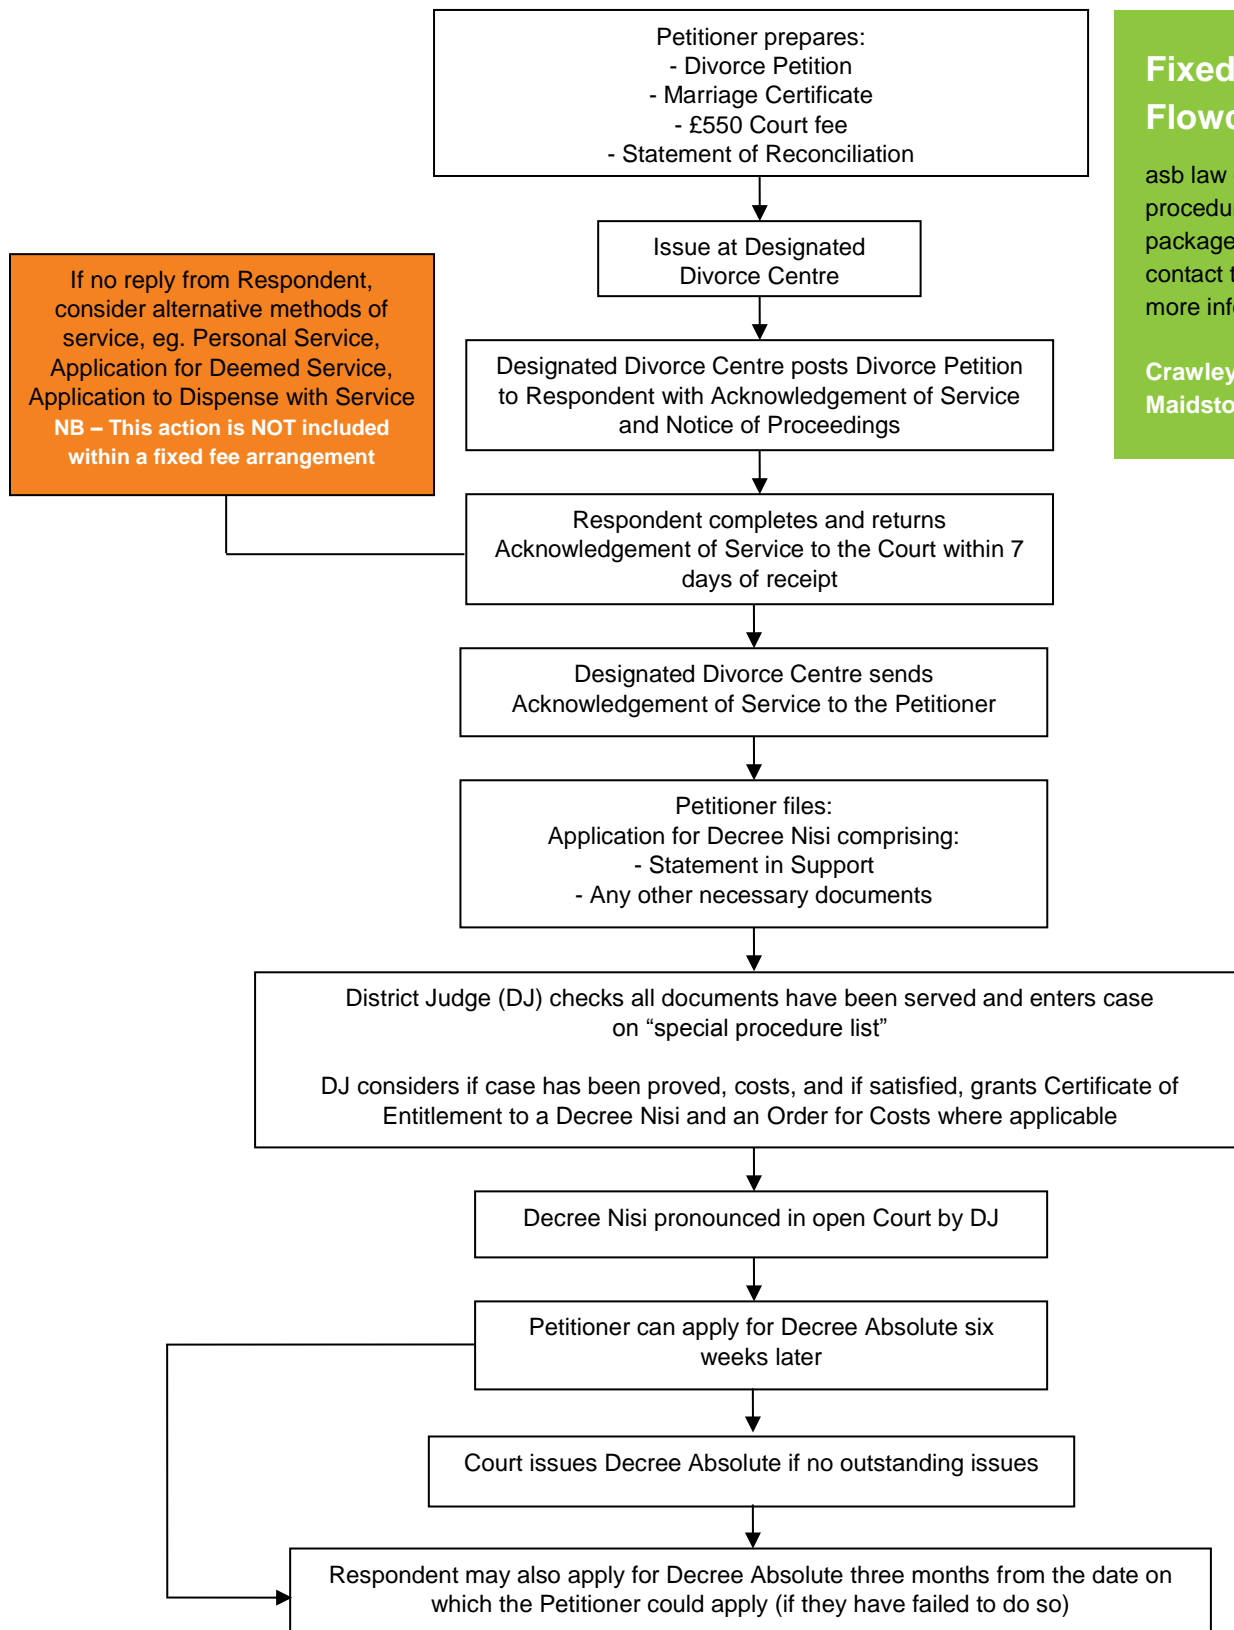 Petitioner prepares:
- Divorce Petition
- Marriage Certificate
- £550 Court fee
- Statement of Reconciliation
Fixed
asb law
contact
Crawley
Issue at Designated
Divorce Centre
If no reply from Respondent,
consider alternative methods of
service, eg. Personal Service,
Application for Deemed Service,
Application to Dispense with Service
NB – This action is NOT included
within a fixed fee arrangement
Designated Divorce Centre posts Divorce Petition
to Respondent with Acknowledgement of Service
and Notice of Proceedings
Respondent completes and returns
Acknowledgement of Service to the Court within 7
days of receipt
Designated Divorce Centre sends
Acknowledgement of Service to the Petitioner
Petitioner files:
Application for Decree Nisi comprising:
- Statement in Support
- Any other necessary documents
District Judge (DJ) checks all documents have been served and enters case
on “special procedure list”
DJ considers if case has been proved, costs, and if satisfied, grants Certificate of
Entitlement to a Decree Nisi and an Order for Costs where applicable
Decree Nisi pronounced in open Court by DJ
Petitioner can apply for Decree Absolute six
weeks later
Court issues Decree Absolute if no outstanding issues
Respondent may also apply for Decree Absolute three months from the date on
which the Petitioner could apply (if they have failed to do so)